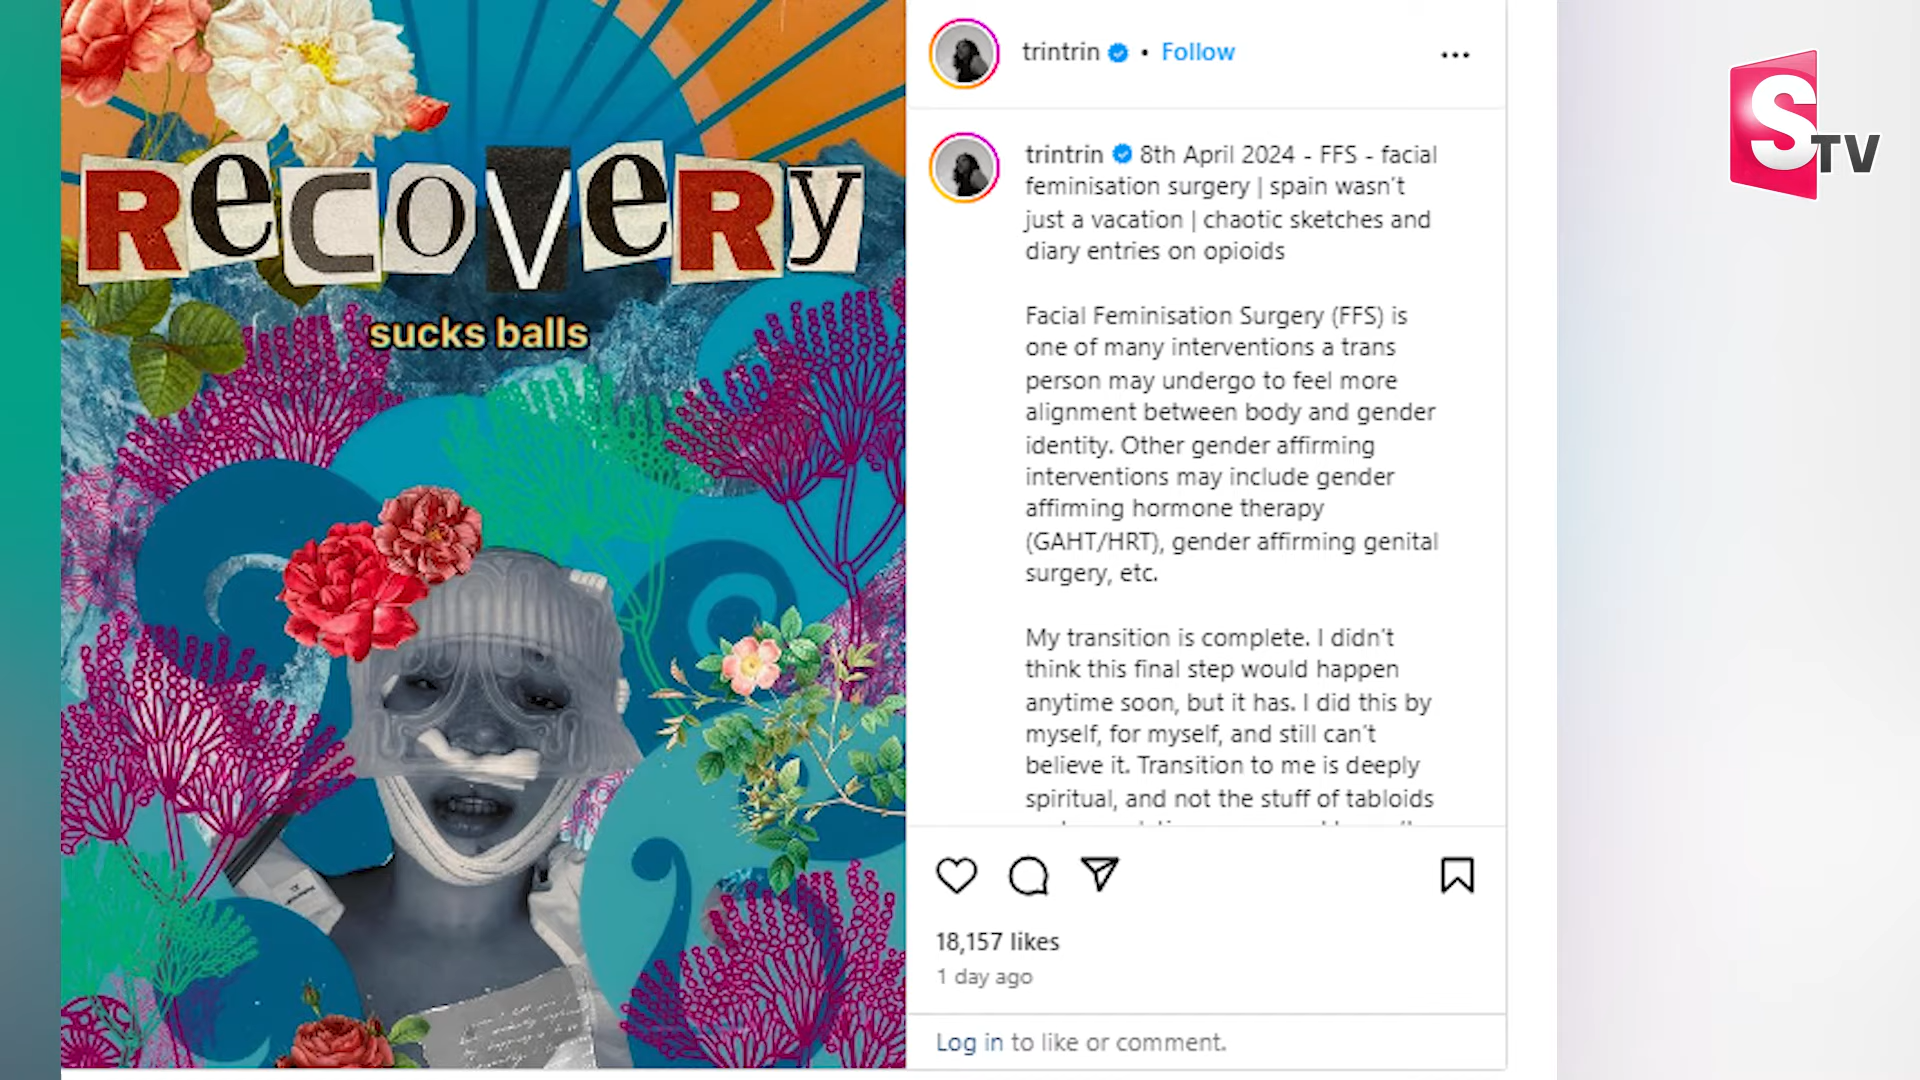 RecoVeRy
sucks balls
trintrin • Follow
trintrin 8th April 2024 - FFS - facial
feminisation surgery | spain wasn't
just a vacation | chaotic sketches and
diary entries on opioids
Facial Feminisation Surgery (FFS) is
one of many interventions a trans
person may undergo to feel more
alignment between body and gender
identity. Other gender affirming
interventions may include gender
affirming hormone therapy
(GAHT/HRT), gender affirming genital
surgery, etc.
My transition is complete. I didn't
think this final step would happen
anytime soon, but it has. I did this by
myself, for myself, and still can't
believe it. Transition to me is deeply
spiritual, and not the stuff of tabloids
18,157 likes
1 day ago
Log in to like or comment.
STV